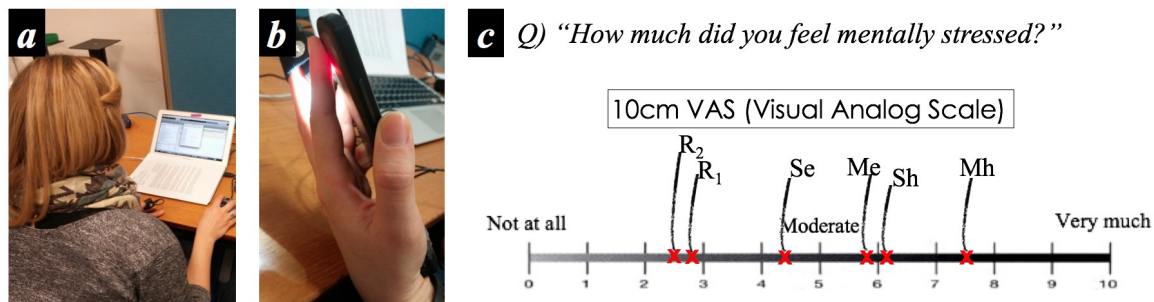 a
b
c
Q) “How much did you feel mentally stressed?”
10cm VAS (Visual Analog Scale)
R2
R1
Se
Me
Sh
Mh
Not at all
Moderate
Very much
0 1 2 3 4 5 6 7 8 9 10